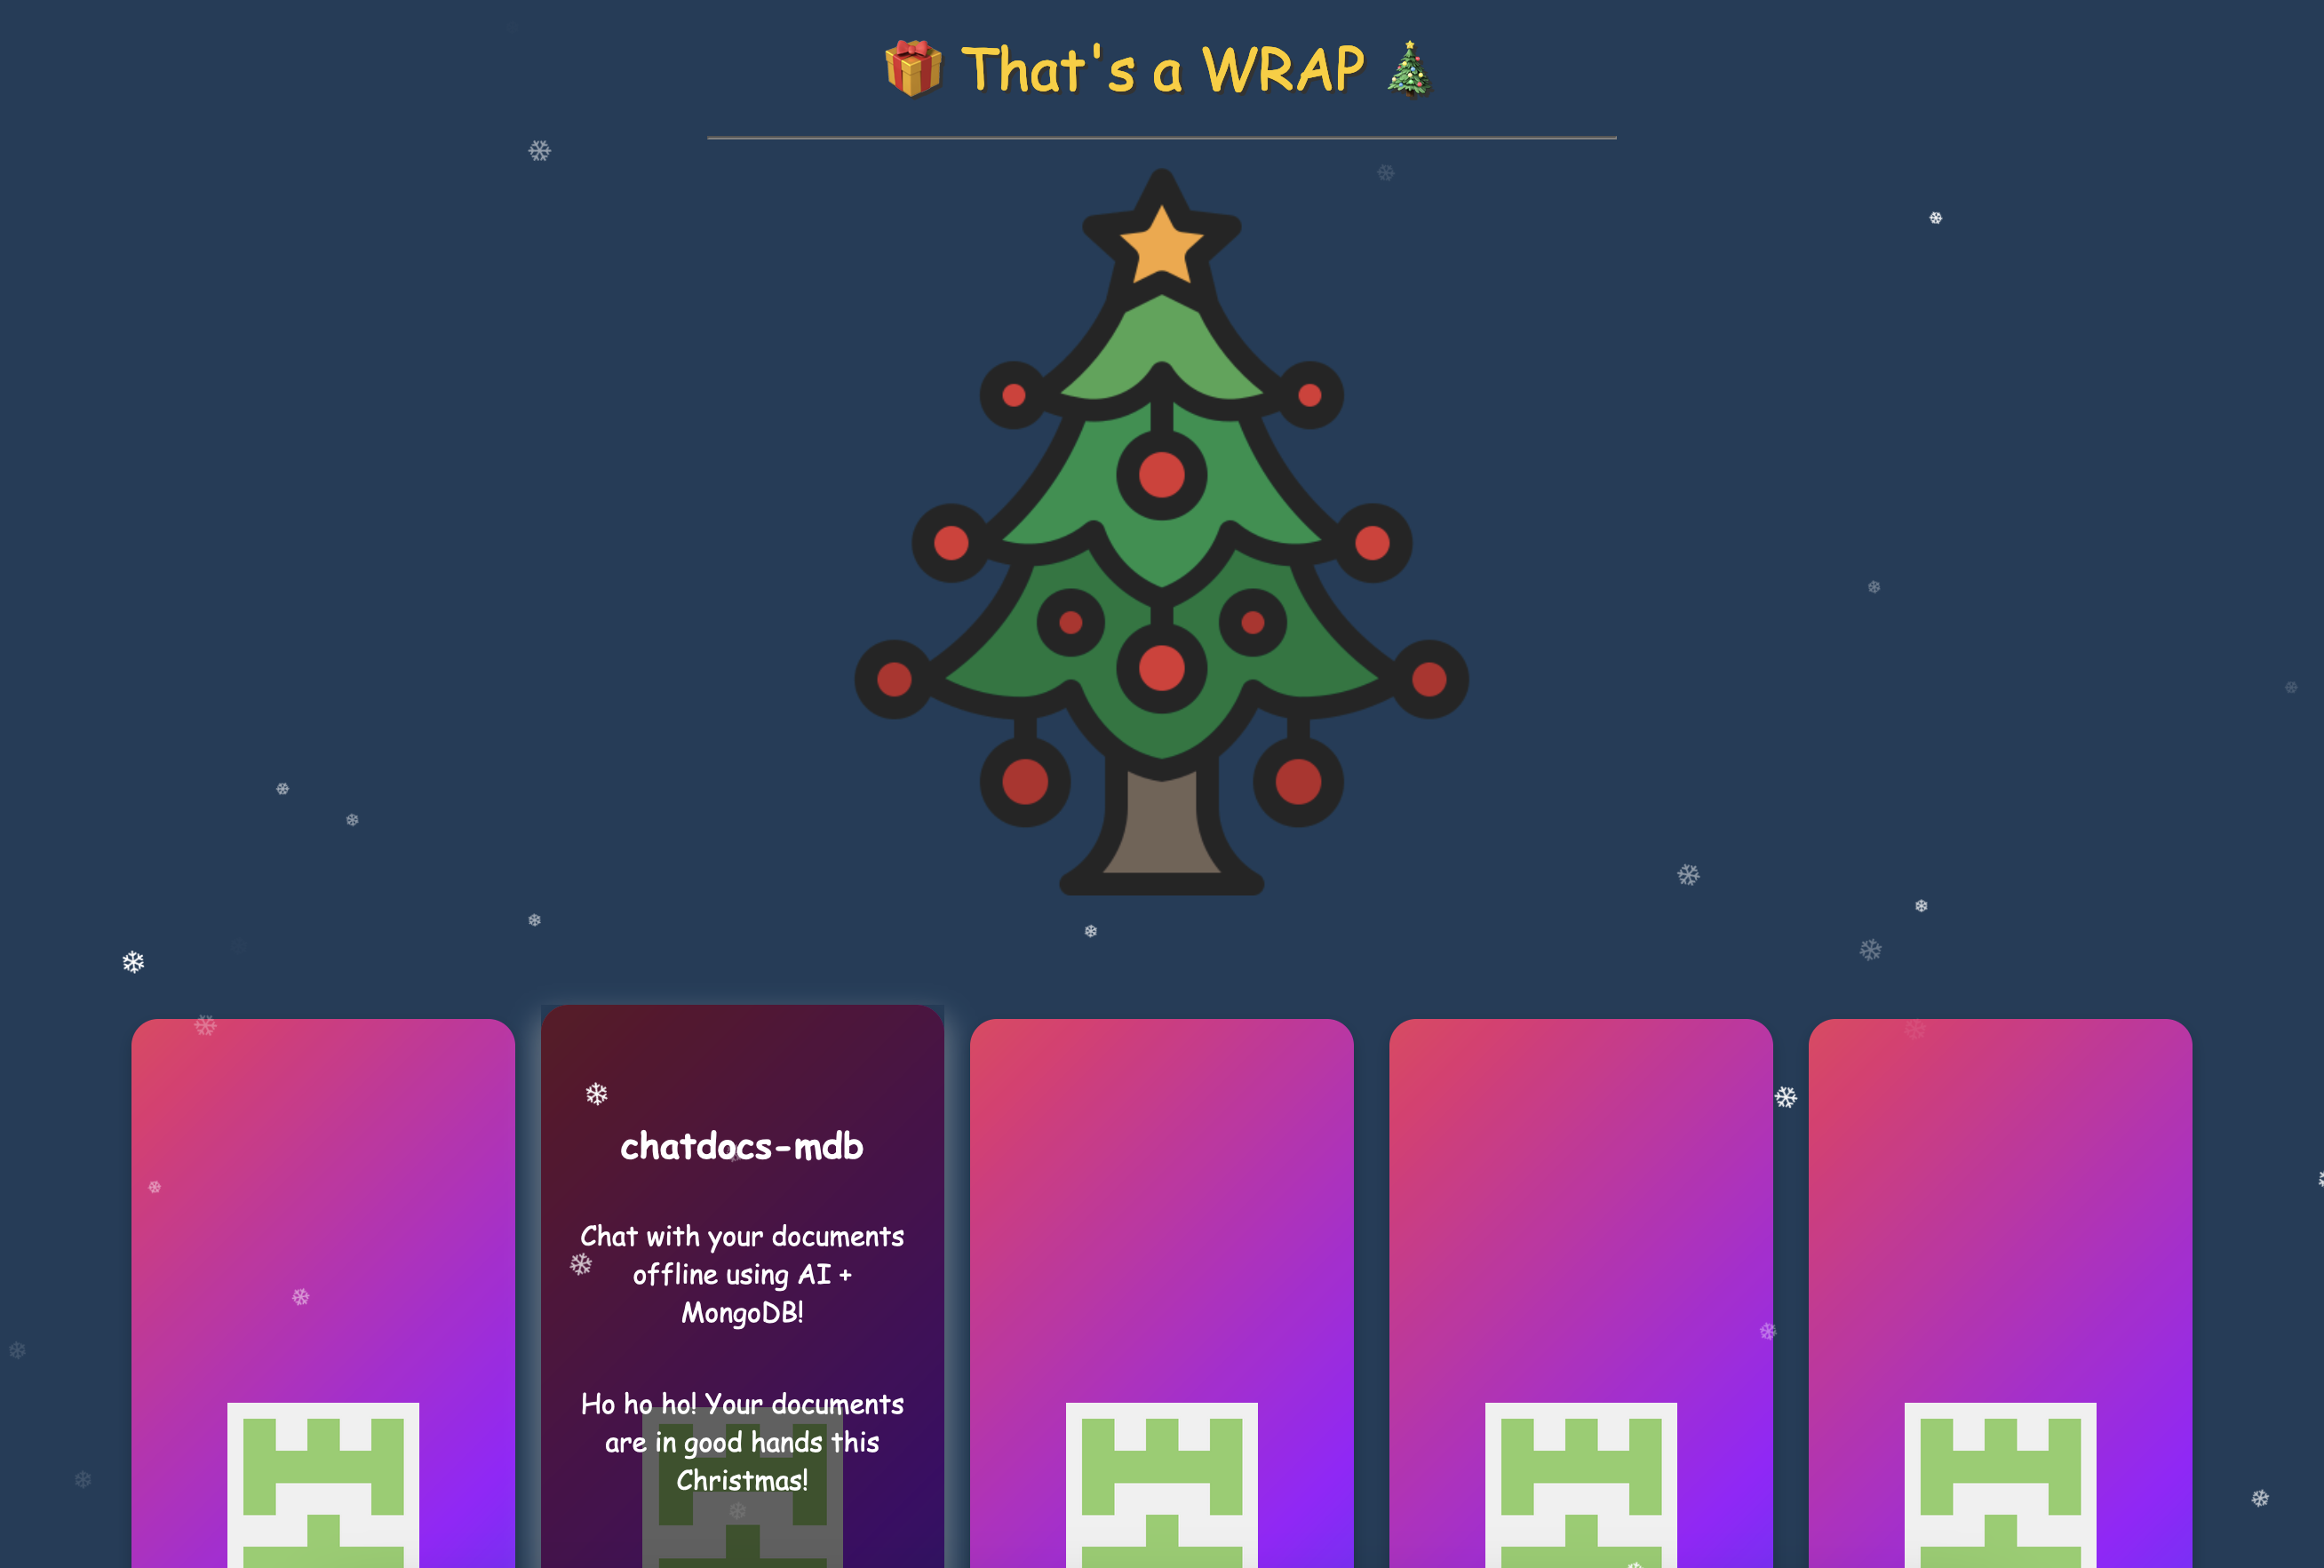 🎁 That's a WRAP 🎄
chatdocs-mdb
Chat with your documents
offline using AI +
MongoDB!
Ho ho ho! Your documents
are in good hands this
Christmas!